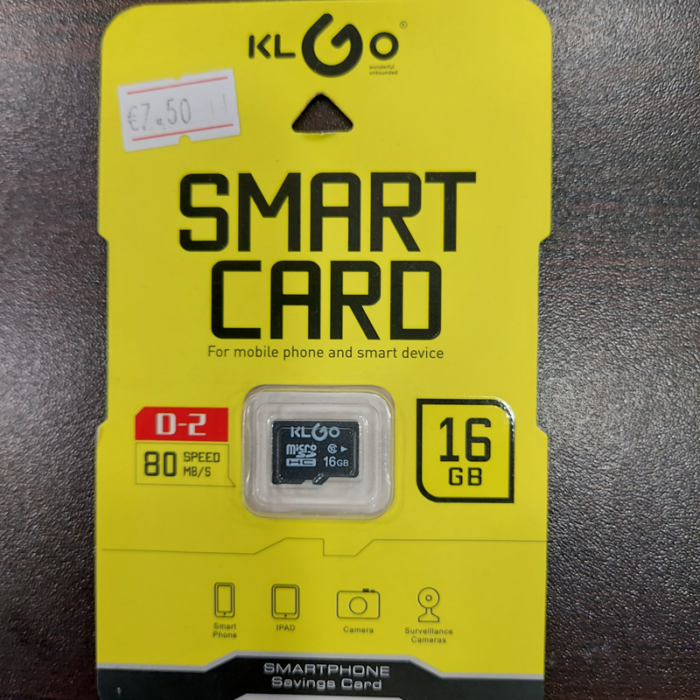 KLGO®
wonderful
unbounded
€7.50
SMART
CARD
For mobile phone and smart device
D-2
80 SPEED MB/S
KLGO
micro SD HC 10 16GB
16
GB
Smart Phone
IPAD
Camera
Surveillance Cameras
SMARTPHONE
Savings Card